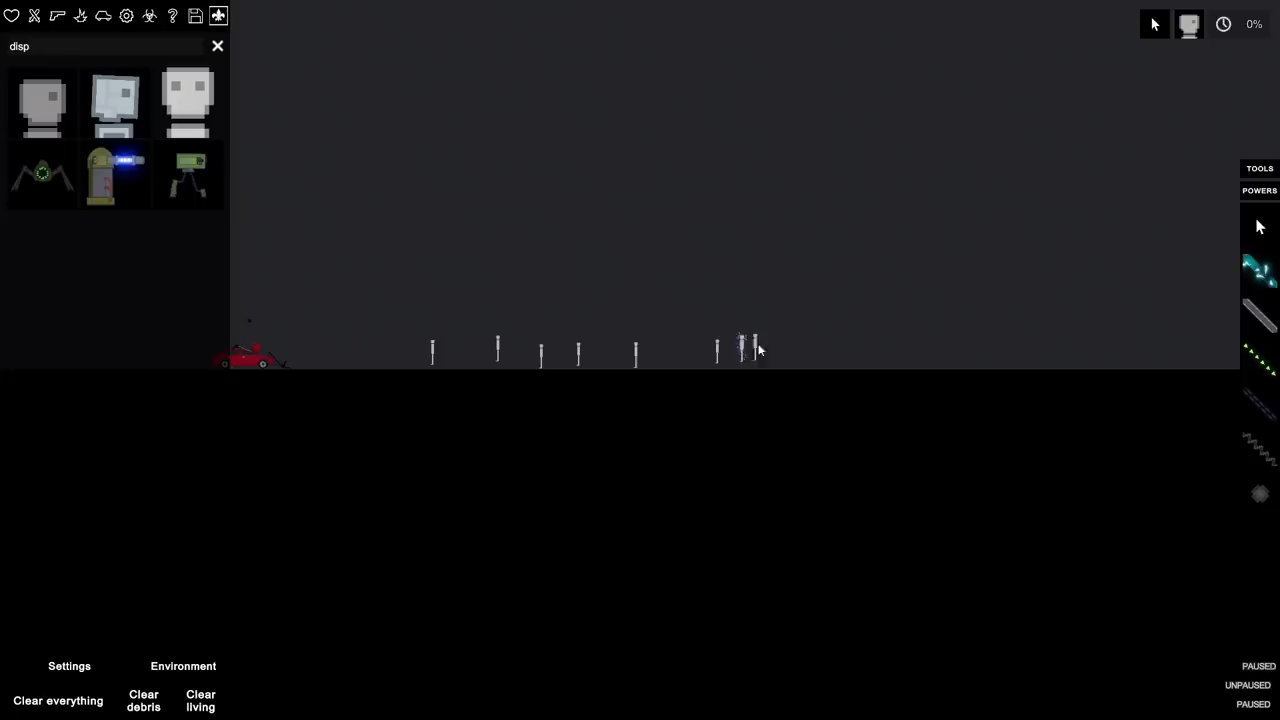 disp
0%
TOOLS
POWERS
Settings
Environment
Clear everything
Clear
debris
Clear
living
PAUSED
UNPAUSED
PAUSED